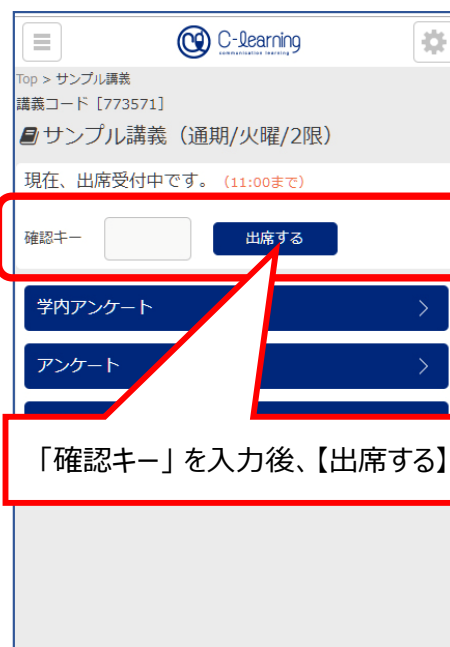 C-Learning
communication learning
Top > サンプル講義
講義コード [773571]
サンプル講義（通期/火曜/2限）
現在、出席受付中です。（11:00まで）
確認キー 出席する
学内アンケート
アンケート
「確認キー」を入力後、【出席する】